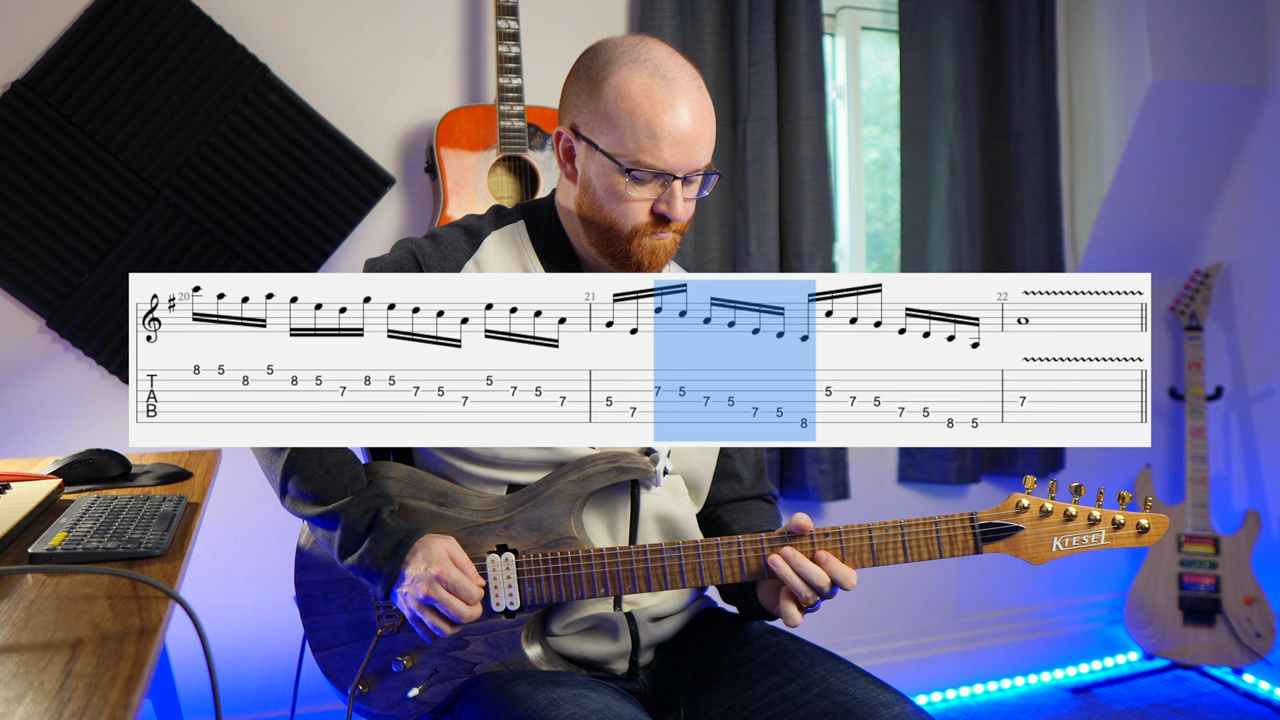 20 21 22
8 5 5
T 8 8 5 8 5 5
A 7 7 5 7 5 7 5 5
7 7 5 7 5 7 5 7
B 7 7 5 7 5
8 8 5
KIESEL